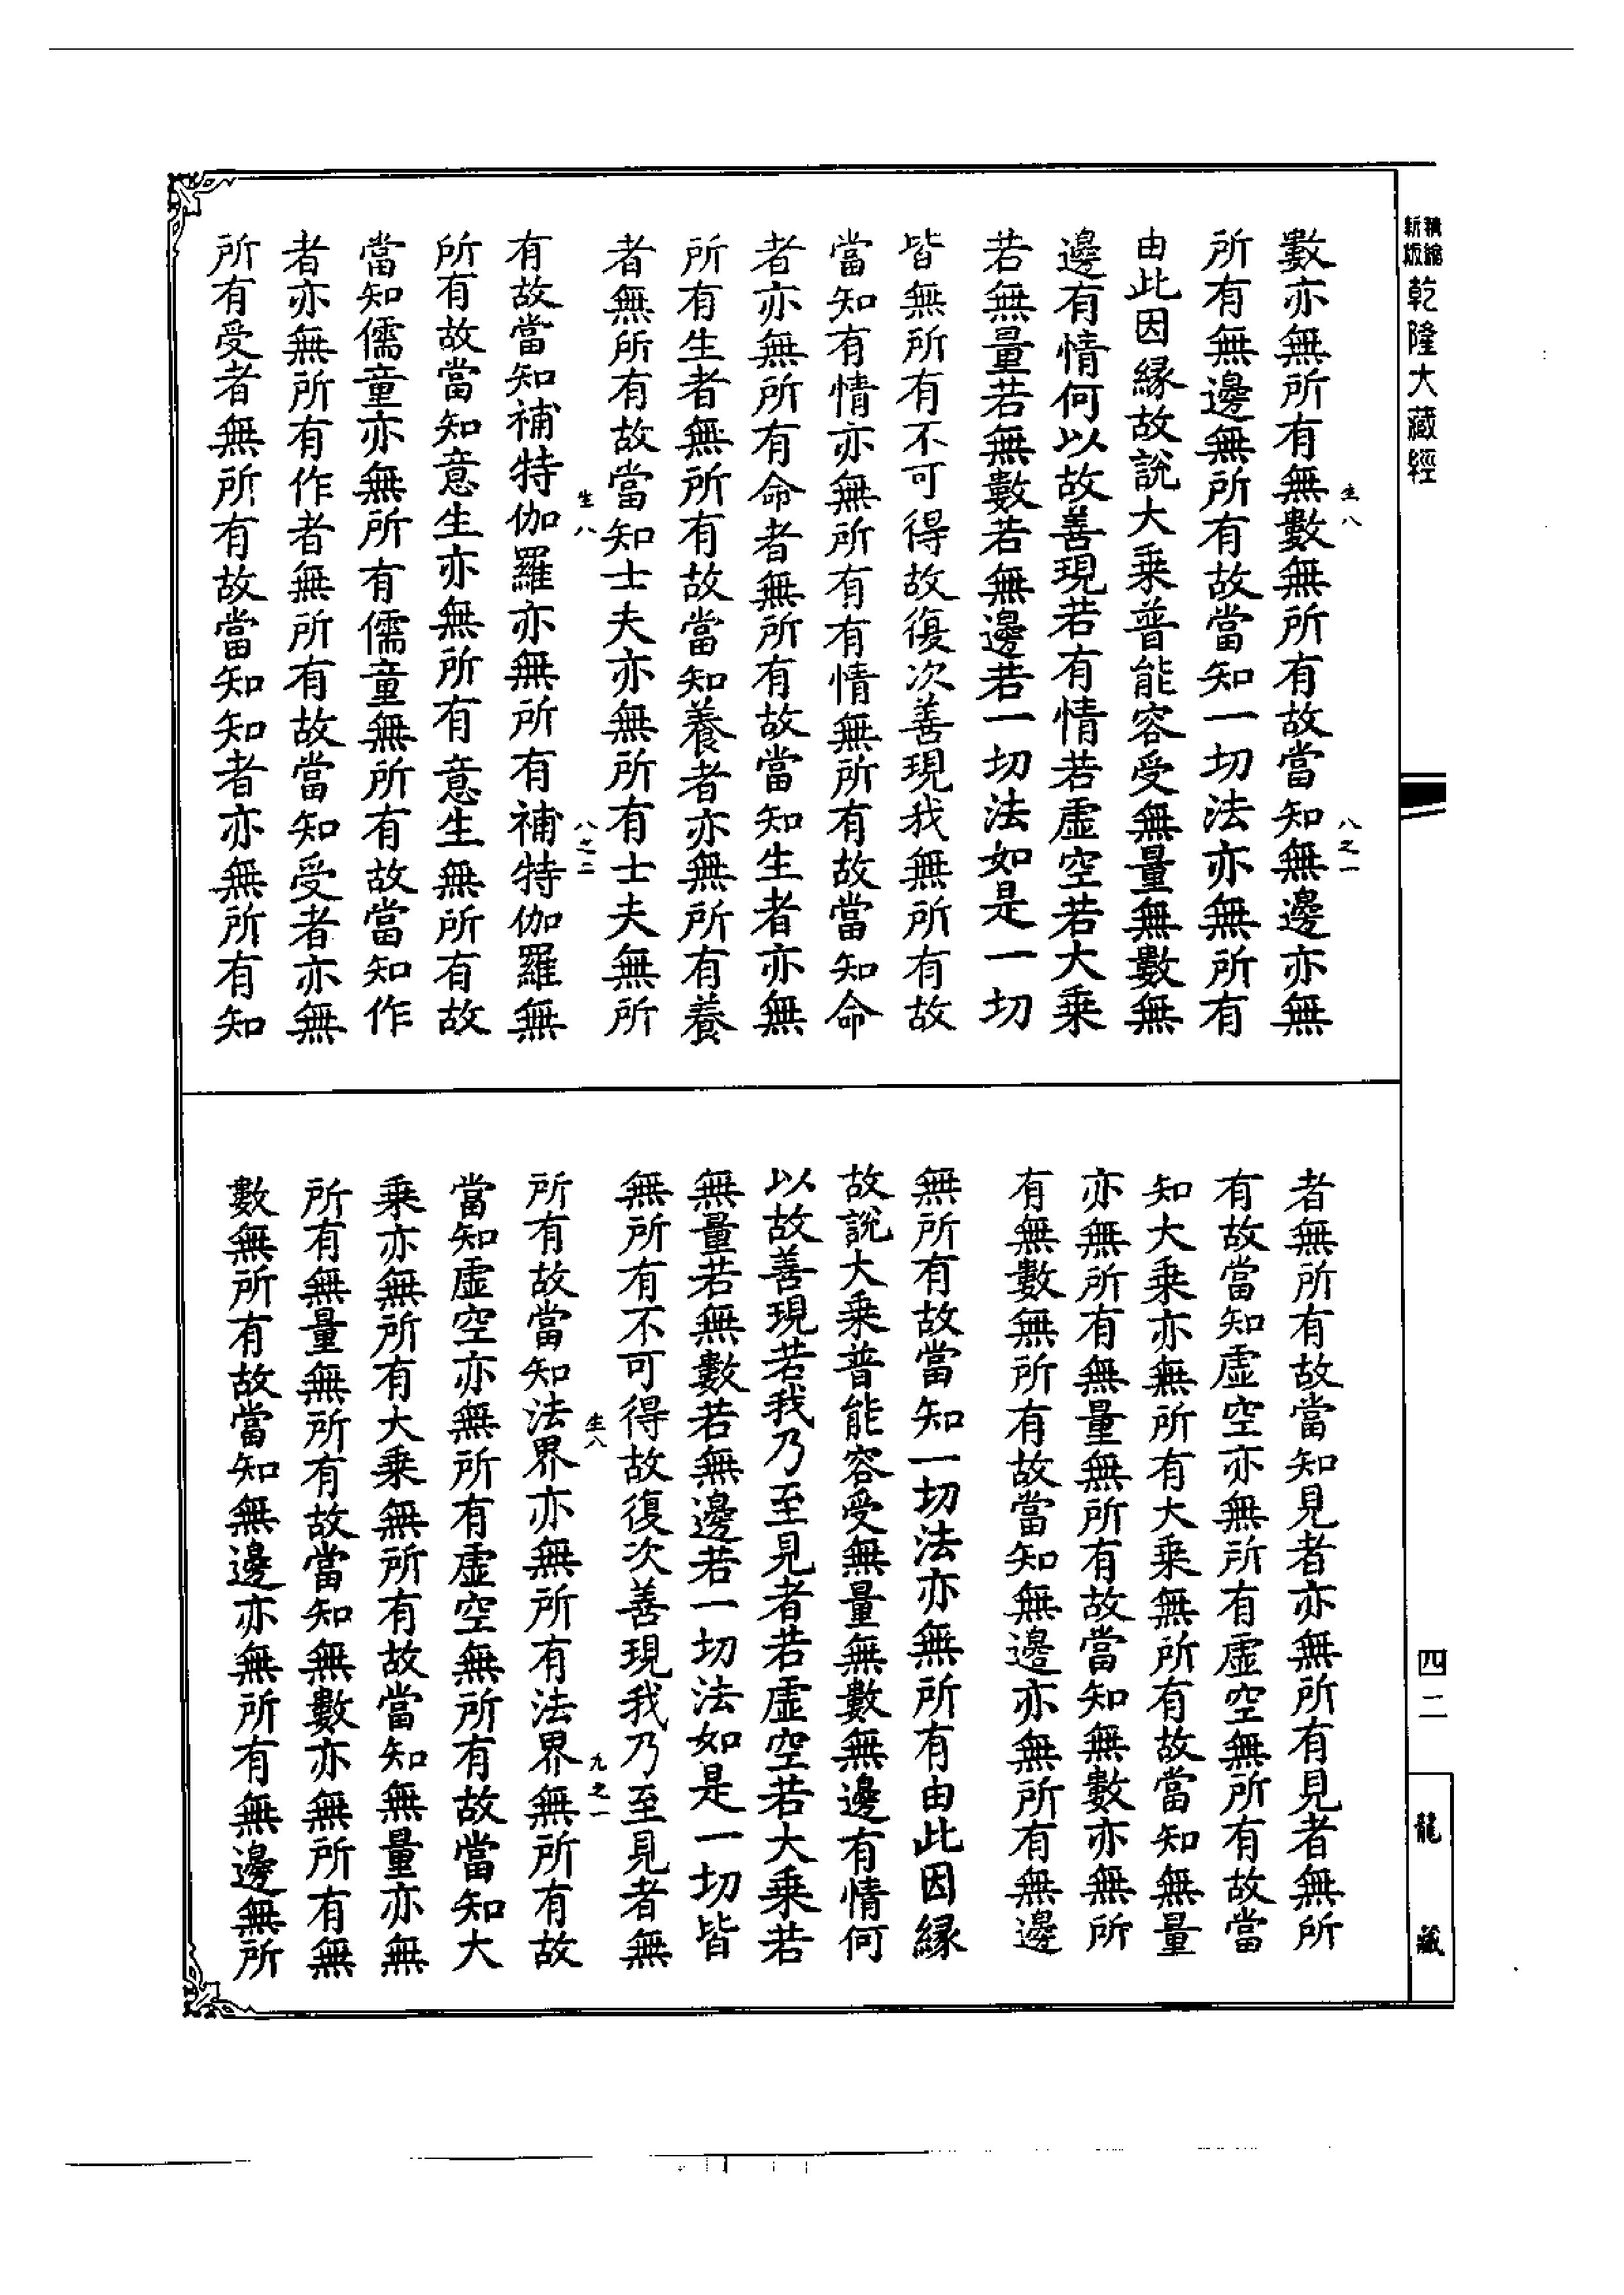 精縮
新版
乾隆大藏經
生八
八之一
數亦無所有無數無所有故當知無邊亦無
所有無邊無所有故當知一切法亦無所有
由此因緣故說大乘普能容受無量無數無
邊有情何以故善現若有情若虛空若大乘
若無量若無數若無邊若一切法如是一切
皆無所有不可得故復次善現我無所有故
當知有情亦無所有有情無所有故當知命
者亦無所有命者無所有故當知生者亦無
所有生者無所有故當知養者亦無所有養
者無所有故當知士夫亦無所有士夫無所
生八
八之二
有故當知補特伽羅亦無所有補特伽羅無
所有故當知意生亦無所有意生無所有故
當知儒童亦無所有儒童無所有故當知作
者亦無所有作者無所有故當知受者亦無
所有受者無所有故當知知者亦無所有知
者無所有故當知見者亦無所有見者無所
有故當知虛空亦無所有虛空無所有故當
知大乘亦無所有大乘無所有故當知無量
亦無所有無量無所有故當知無數亦無所
有無數無所有故當知無邊亦無所有無邊
無所有故當知一切法亦無所有由此因緣
故說大乘普能容受無量無數無邊有情何
以故善現若我乃至見者若虛空若大乘若
無量若無數若無邊若一切法如是一切皆
無所有不可得故復次善現我乃至見者無
生八
九之一
所有故當知法界亦無所有法界無所有故
當知虛空亦無所有虛空無所有故當知大
乘亦無所有大乘無所有故當知無量亦無
所有無量無所有故當知無數亦無所有無
數無所有故當知無邊亦無所有無邊無所
四二
龍藏